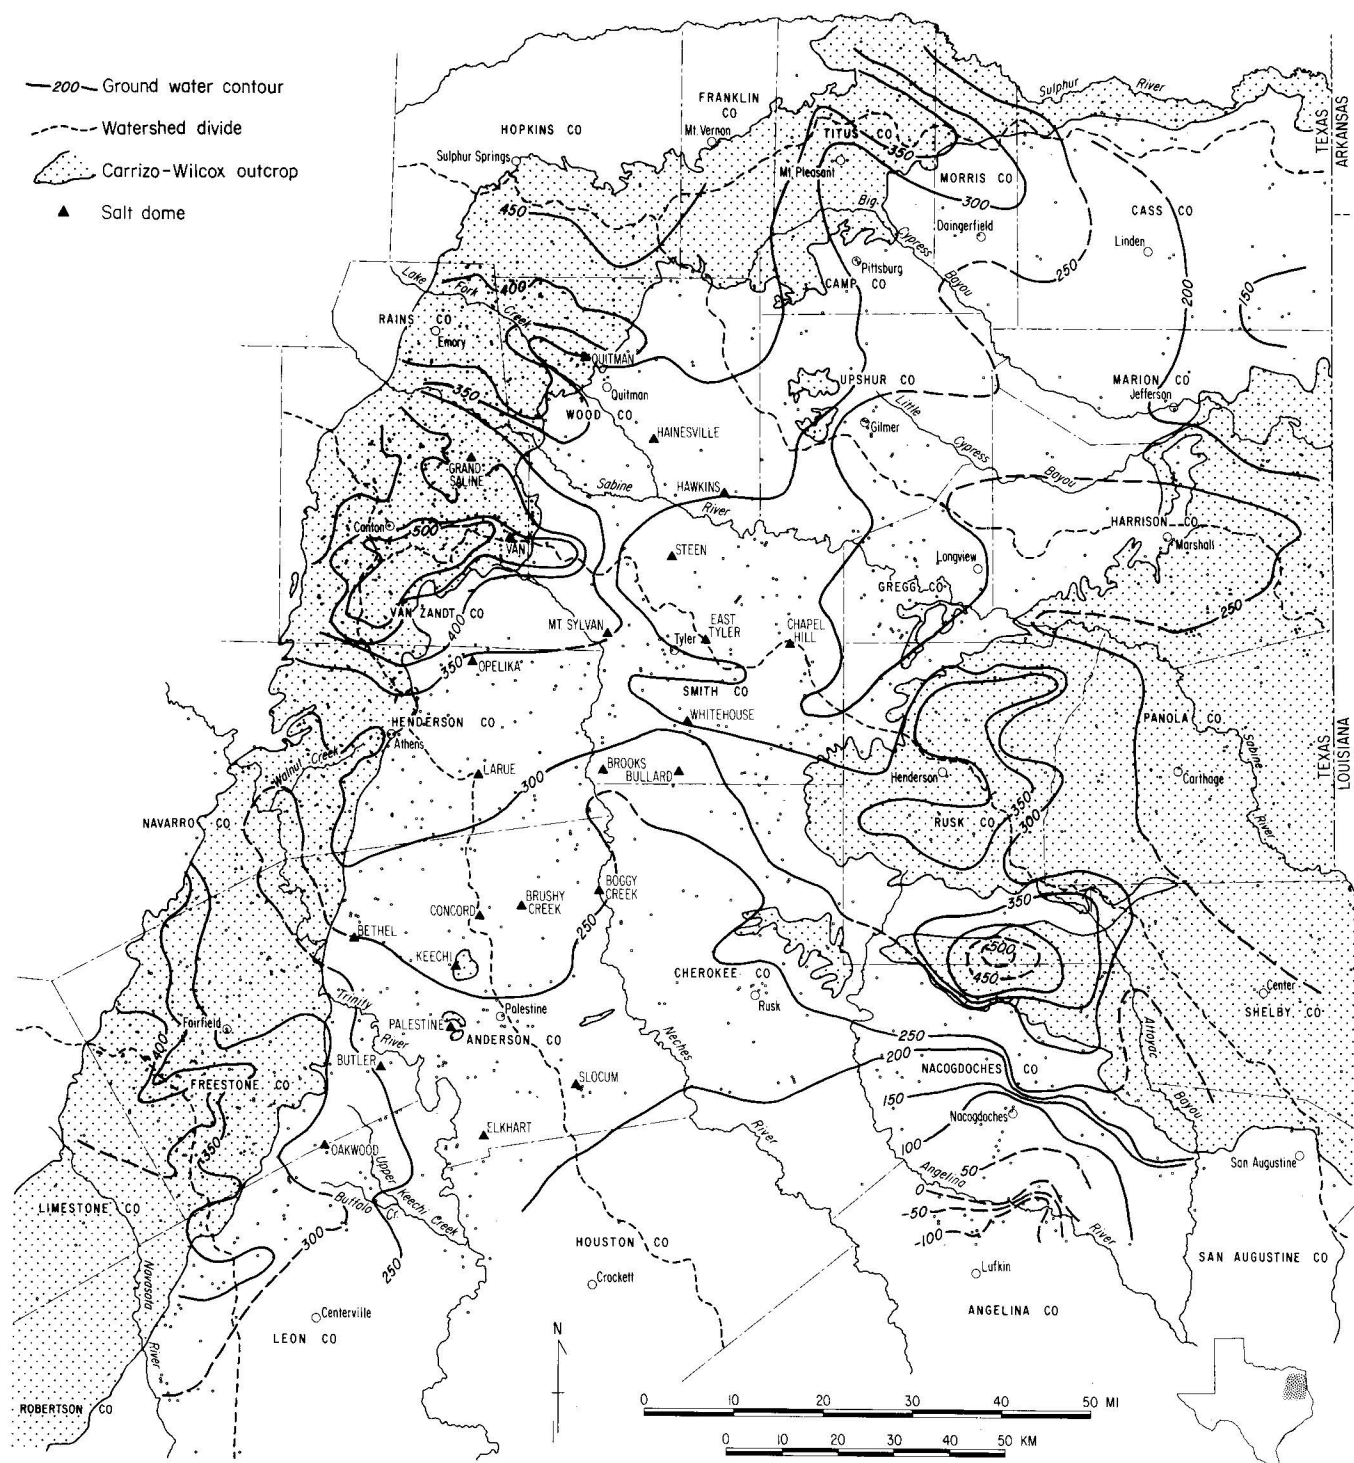 200 Ground water contour
Watershed divide
Carrizo-Wilcox outcrop
Salt dome
FRANKLIN
CO
Mt. Vernon
HOPKINS CO
Sulphur Springs
TITUS CO
350
Mt Pleasant
Sulphur River
TEXAS
ARKANSAS
MORRIS CO
300
CASS CO
Daingerfield
Linden
450
Big Cypress Bayou
Pittsburg
CAMP CO
250
200
150
Lake Fork Creek
400
RAINS CO
Emory
QUITMAN
Quitman
350
WOOD CO
UPSHUR CO
MARION CO
Jefferson
Gilmer
Little Cypress Bayou
HAINESVILLE
GRAND
SALINE
Sabine River
HAWKINS
Canton
500
VAN
STEEN
HARRISON CO
Marshall
Longview
GREGG CO
250
VAN ZANDT CO
400
MT SYLVAN
EAST
TYLER
Tyler
CHAPEL
HILL
350
OPELIKA
SMITH CO
WHITEHOUSE
HENDERSON CO
Athens
Walnut Creek
PANOLA CO
Sabine River
TEXAS
LOUISIANA
LARUE
300
BROOKS
BULLARD
Henderson
Carthage
NAVARRO CO
RUSK CO
350
300
BOGGY
CREEK
BRUSHY
CREEK
CONCORD
250
BETHEL
KEECHI
350
500
450
CHEROKEE CO
Rusk
Center
SHELBY CO
Trinity River
Palestine
PALESTINE
ANDERSON CO
Fairfield
400
BUTLER
FREESTONE CO
Neches River
250
200
NACOGDOCHES CO
Attoyac Bayou
SLOCUM
150
Nacogdoches
ELKHART
350
OAKWOOD
100
50
Angelina River
0
-50
-100
San Augustine
LIMESTONE CO
Upper Keechi Creek
Buffalo Cr.
300
250
HOUSTON CO
Crockett
Lufkin
SAN AUGUSTINE CO
ANGELINA CO
Navasota River
Centerville
LEON CO
N
ROBERTSON CO
0 10 20 30 40 50 MI
0 10 20 30 40 50 KM